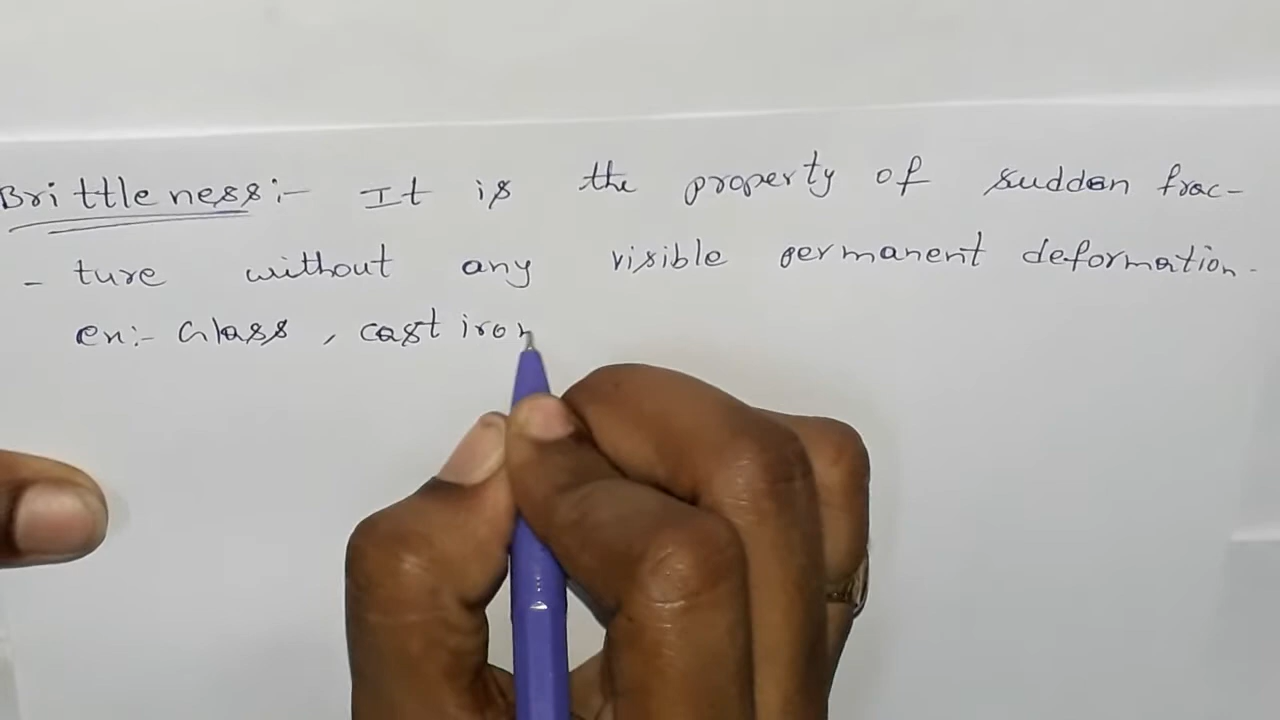 Brittleness:- It is the property of sudden frac-
- ture without any visible permanent deformation.
ex:- Glass, cast iron